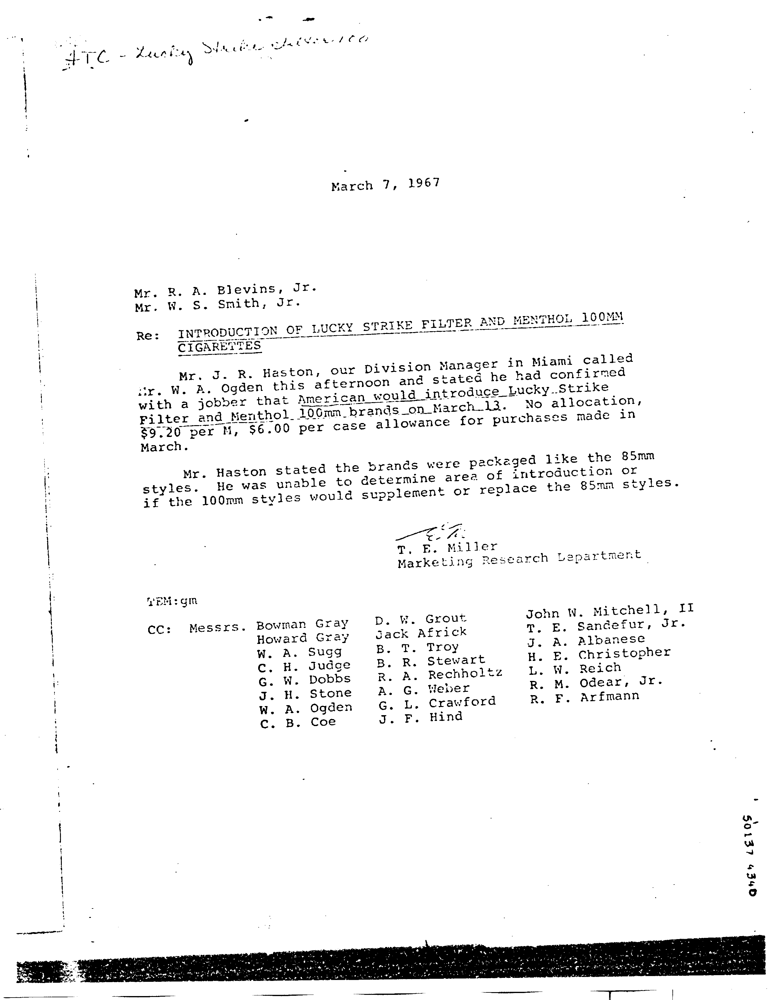 ATC - Lucky Strike
March 7, 1967
Mr. R. A. Blevins, Jr.
Mr. W. S. Smith, Jr.
Re: INTRODUCTION OF LUCKY STRIKE FILTER AND MENTHOL 100MM
CIGARETTES
Mr. J. R. Haston, our Division Manager in Miami called
Mr. W. A. Ogden this afternoon and stated he had confirmed
with a jobber that American would introduce Lucky Strike
Filter and Menthol 100mm brands on March 13. No allocation,
$9.20 per M, $6.00 per case allowance for purchases made in
March.
Mr. Haston stated the brands were packaged like the 85mm
styles. He was unable to determine area of introduction or
if the 100mm styles would supplement or replace the 85mm styles.
T. E. Miller
Marketing Research Department
TEM:gm
CC: Messrs. Bowman Gray D. W. Grout John W. Mitchell, II
Howard Gray Jack Africk T. E. Sandefur, Jr.
W. A. Sugg B. T. Troy J. A. Albanese
C. H. Judge B. R. Stewart H. E. Christopher
G. W. Dobbs R. A. Rechholtz L. W. Reich
J. H. Stone A. G. Weber R. M. Odear, Jr.
W. A. Ogden G. L. Crawford R. F. Arfmann
C. B. Coe J. F. Hind
50137 4340